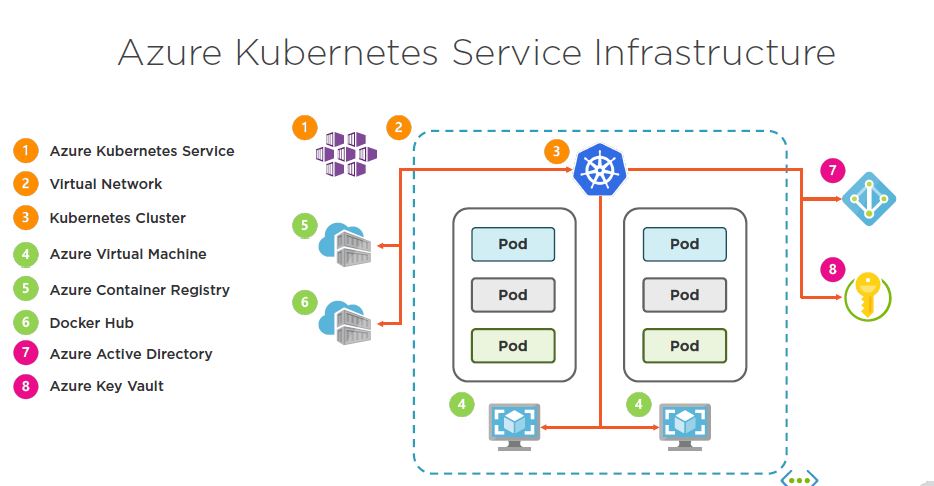 Azure Kubernetes Service Infrastructure
1 Azure Kubernetes Service
2 Virtual Network
3 Kubernetes Cluster
4 Azure Virtual Machine
5 Azure Container Registry
6 Docker Hub
7 Azure Active Directory
8 Azure Key Vault
1
2
3
7
5
Pod
Pod
8
6
Pod
Pod
Pod
Pod
4
4